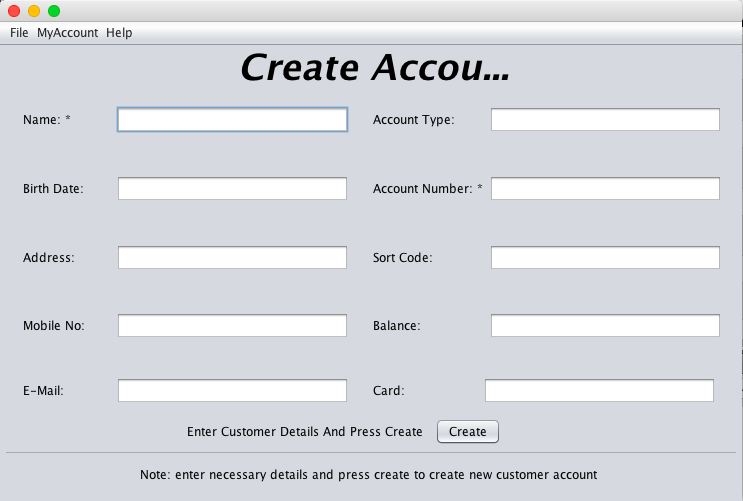 File MyAccount Help
Create Accou...
Name: * Account Type:
Birth Date: Account Number: *
Address: Sort Code:
Mobile No: Balance:
E-Mail: Card:
Enter Customer Details And Press Create Create
Note: enter necessary details and press create to create new customer account